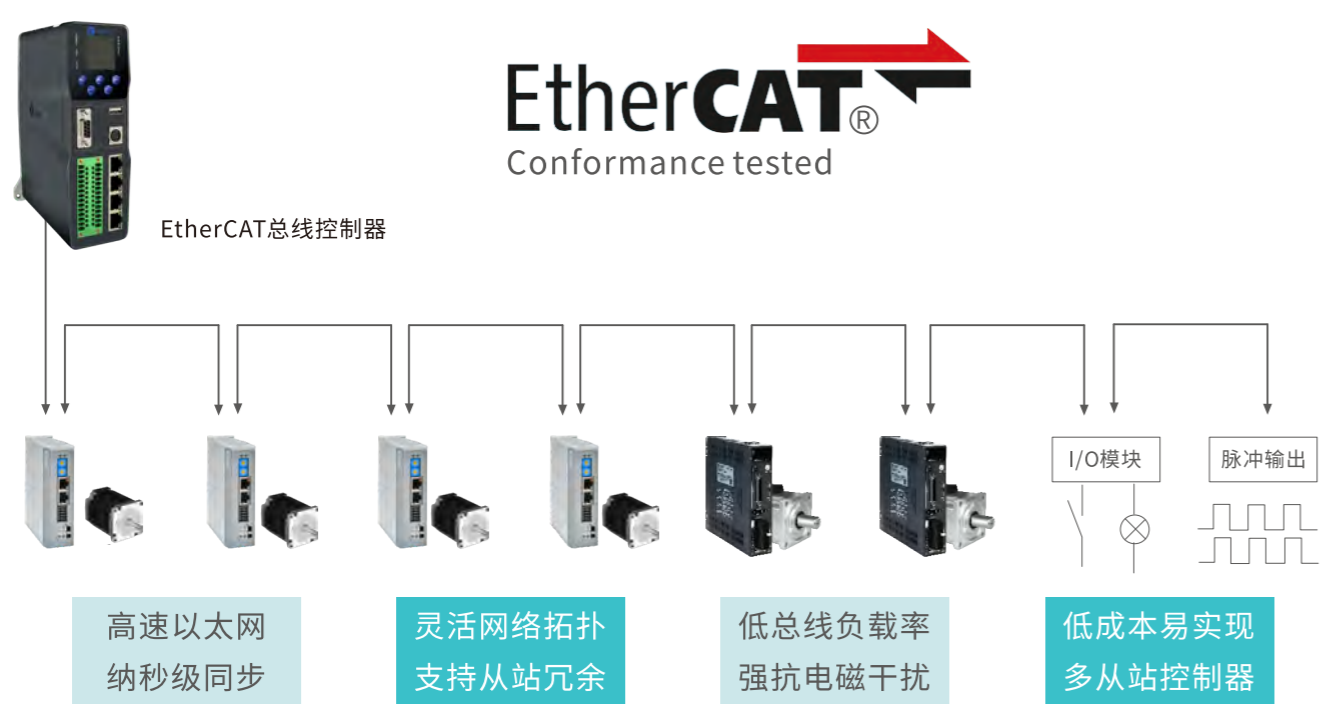 EtherCAT®
Conformance tested
EtherCAT总线控制器
I/O模块
脉冲输出
高速以太网
纳秒级同步
灵活网络拓扑
支持从站冗余
低总线负载率
强抗电磁干扰
低成本易实现
多从站控制器